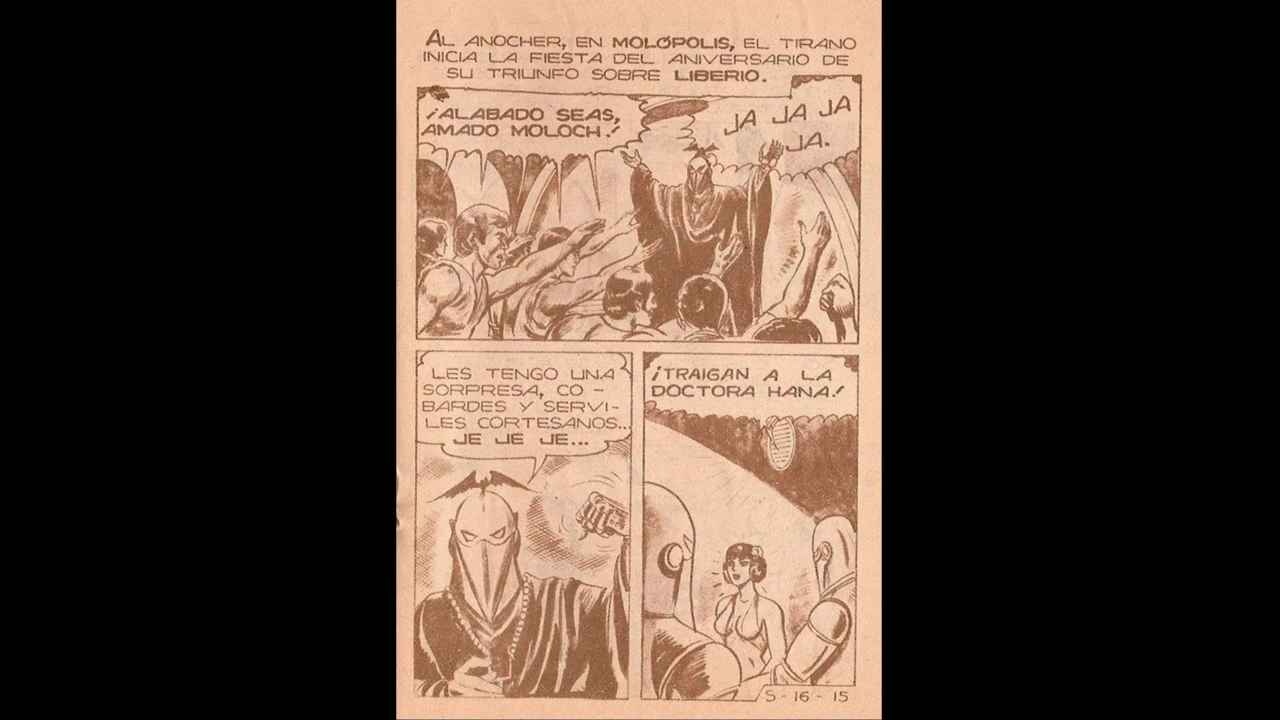 AL ANOCHER, EN MOLÓPOLIS, EL TIRANO
INICIA LA FIESTA DEL ANIVERSARIO DE
SU TRIUNFO SOBRE LIBERIO.
¡ALABADO SEAS,
AMADO MOLOCH!
JA JA JA
JA.
LES TENGO UNA
SORPRESA, CO -
BARDES Y SERVI-
LES CORTESANOS...
JE JE JE...
¡TRAIGAN A LA
DOCTORA HANA!
S-16-15